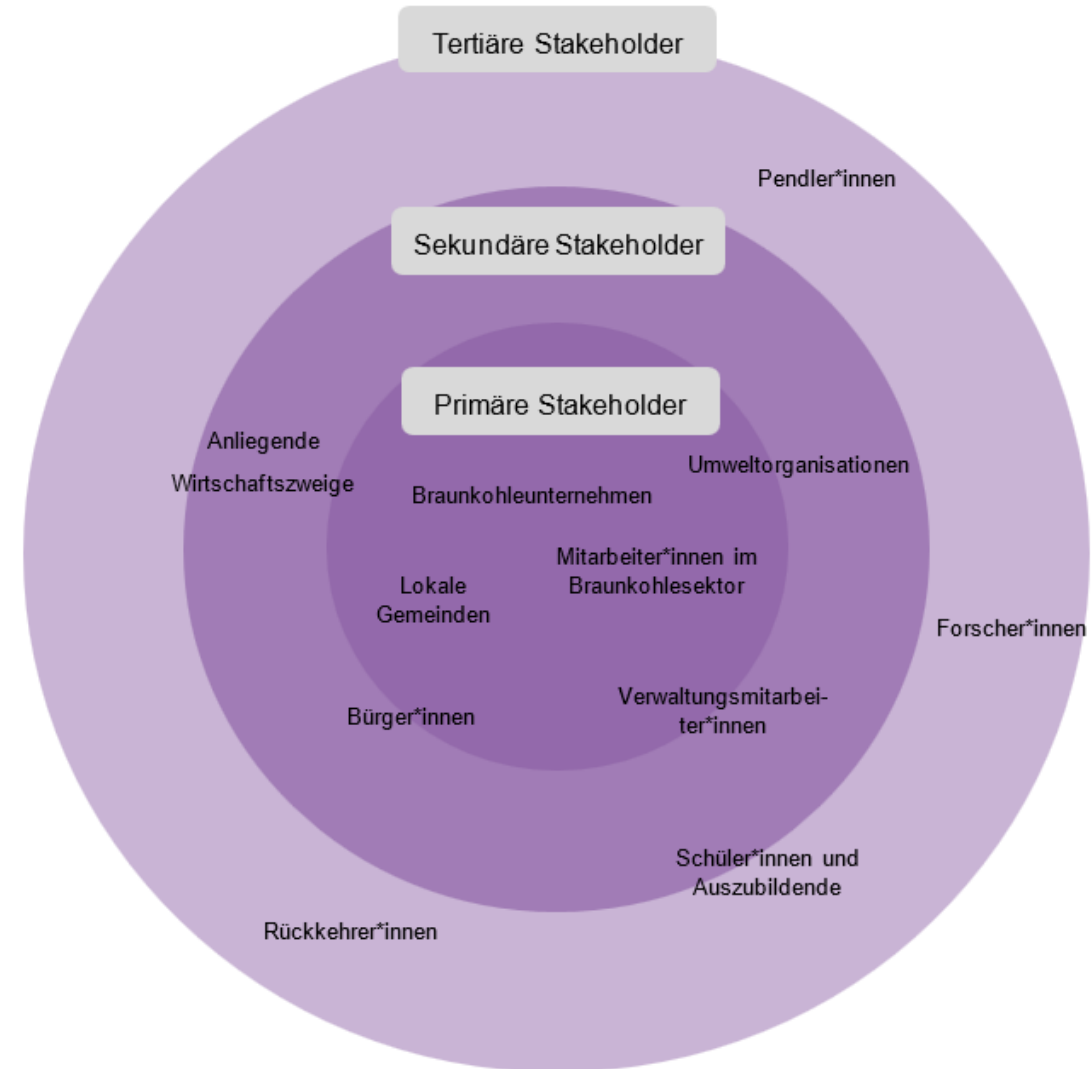 Tertiäre Stakeholder
Pendler*innen
Sekundäre Stakeholder
Primäre Stakeholder
Anliegende
Wirtschaftszweige
Umweltorganisationen
Braunkohleunternehmen
Mitarbeiter*innen im
Braunkohlesektor
Lokale
Gemeinden
Forscher*innen
Verwaltungsmitarbei-
ter*innen
Bürger*innen
Schüler*innen und
Auszubildende
Rückkehrer*innen